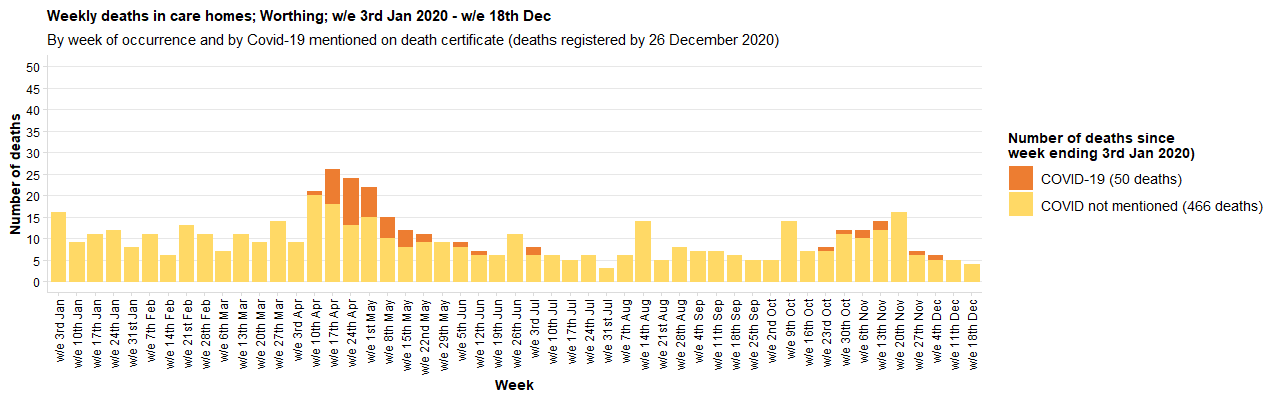 Weekly deaths in care homes; Worthing; w/e 3rd Jan 2020 - w/e 18th Dec
By week of occurrence and by Covid-19 mentioned on death certificate (deaths registered by 26 December 2020)
Number of deaths
50
45
40
35
30
25
20
15
10
5
0
w/e 3rd Jan
w/e 10th Jan
w/e 17th Jan
w/e 24th Jan
w/e 31st Jan
w/e 7th Feb
w/e 14th Feb
w/e 21st Feb
w/e 28th Feb
w/e 6th Mar
w/e 13th Mar
w/e 20th Mar
w/e 27th Mar
w/e 3rd Apr
w/e 10th Apr
w/e 17th Apr
w/e 24th Apr
w/e 1st May
w/e 8th May
w/e 15th May
w/e 22nd May
w/e 29th May
w/e 5th Jun
w/e 12th Jun
w/e 19th Jun
w/e 26th Jun
w/e 3rd Jul
w/e 10th Jul
w/e 17th Jul
w/e 24th Jul
w/e 31st Jul
w/e 7th Aug
w/e 14th Aug
w/e 21st Aug
w/e 28th Aug
w/e 4th Sep
w/e 11th Sep
w/e 18th Sep
w/e 25th Sep
w/e 2nd Oct
w/e 9th Oct
w/e 16th Oct
w/e 23rd Oct
w/e 30th Oct
w/e 6th Nov
w/e 13th Nov
w/e 20th Nov
w/e 27th Nov
w/e 4th Dec
w/e 11th Dec
w/e 18th Dec
Week
Number of deaths since
week ending 3rd Jan 2020)
COVID-19 (50 deaths)
COVID not mentioned (466 deaths)